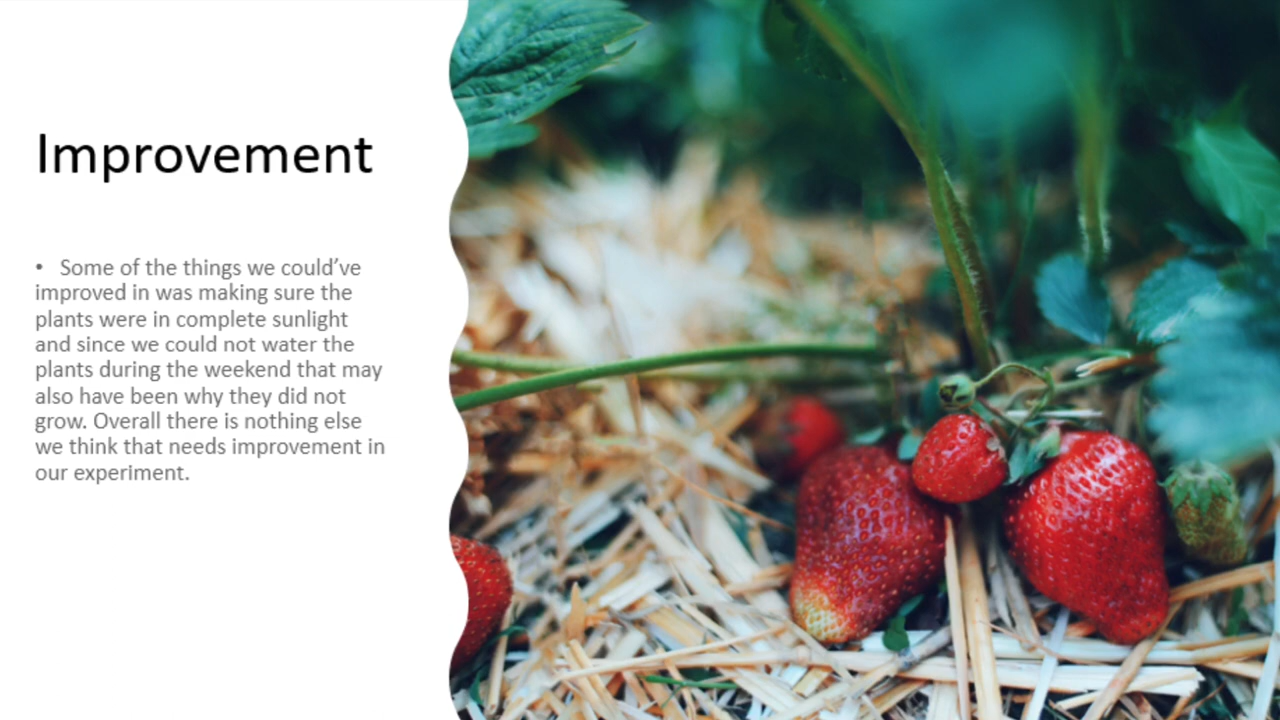 Improvement
• Some of the things we could’ve
improved in was making sure the
plants were in complete sunlight
and since we could not water the
plants during the weekend that may
also have been why they did not
grow. Overall there is nothing else
we think that needs improvement in
our experiment.